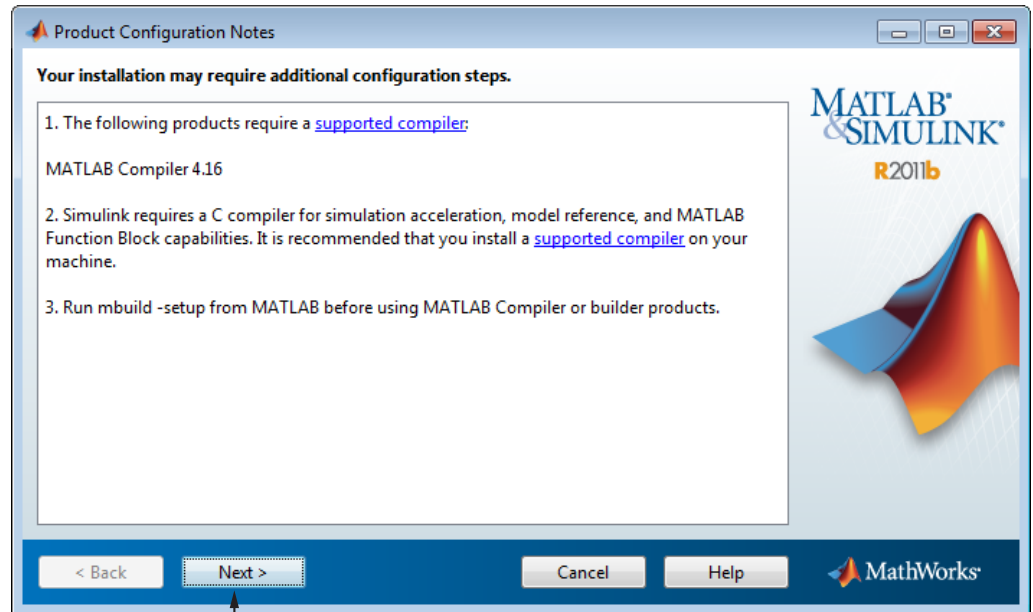 Product Configuration Notes
Your installation may require additional configuration steps.
1. The following products require a supported compiler:
MATLAB Compiler 4.16
2. Simulink requires a C compiler for simulation acceleration, model reference, and MATLAB
Function Block capabilities. It is recommended that you install a supported compiler on your
machine.
3. Run mbuild -setup from MATLAB before using MATLAB Compiler or builder products.
MATLAB®
&SIMULINK®
R2011b
< Back
Next >
Cancel
Help
MathWorks®